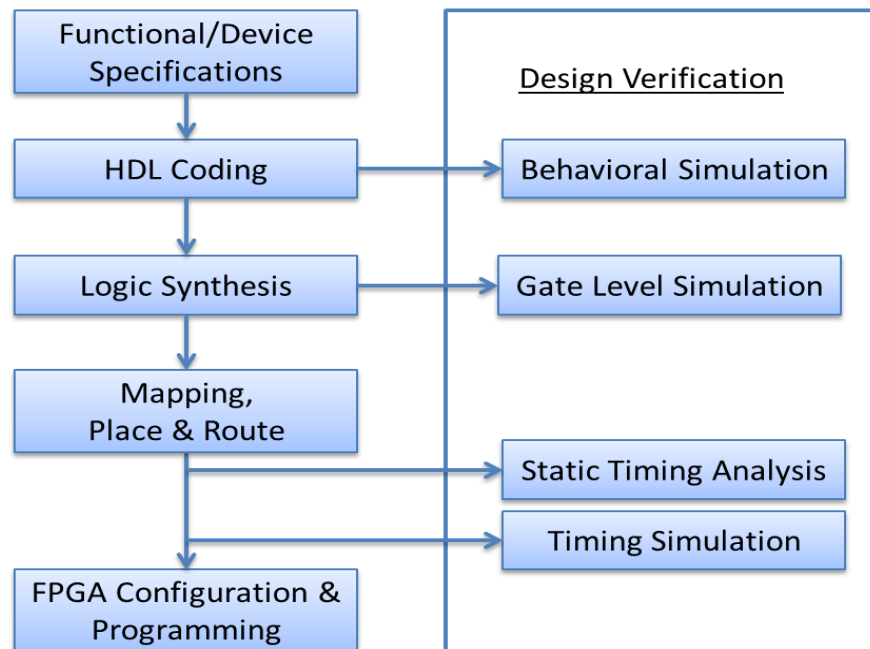 Functional/Device
Specifications
Design Verification
HDL Coding
Behavioral Simulation
Logic Synthesis
Gate Level Simulation
Mapping,
Place & Route
Static Timing Analysis
Timing Simulation
FPGA Configuration &
Programming